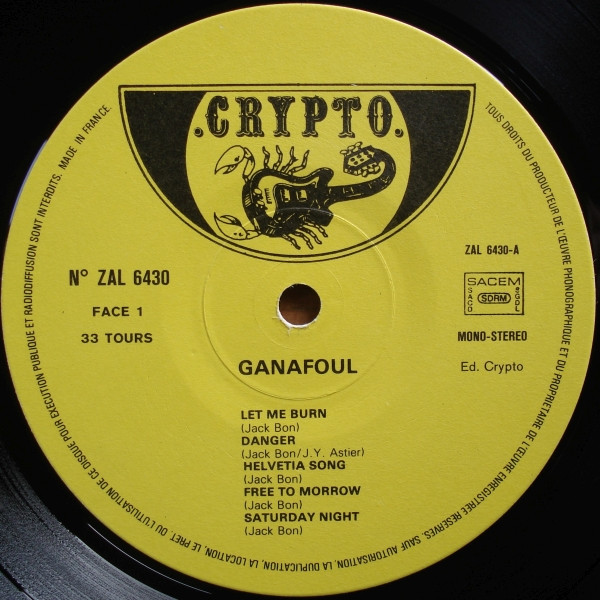 .CRYPTO.
N° ZAL 6430
FACE 1
33 TOURS
ZAL 6430-A
SACEM
SACD
SDRM
SGDL
MONO-STEREO
Ed. Crypto
GANAFOUL
LET ME BURN
(Jack Bon)
DANGER
(Jack Bon/J.Y. Astier)
HELVETIA SONG
(Jack Bon)
FREE TO MORROW
(Jack Bon)
SATURDAY NIGHT
(Jack Bon)
TOUS DROITS DU PRODUCTEUR DE L'ŒUVRE PHONOGRAPHIQUE ET DU PROPRIETAIRE DE L'ŒUVRE ENREGISTREE RESERVES. SAUF AUTORISATION, LA DUPLICATION, LA LOCATION, LE PRET, OU L'UTILISATION DE CE DISQUE POUR EXECUTION PUBLIQUE ET RADIODIFFUSION SONT INTERDITS. MADE IN FRANCE.